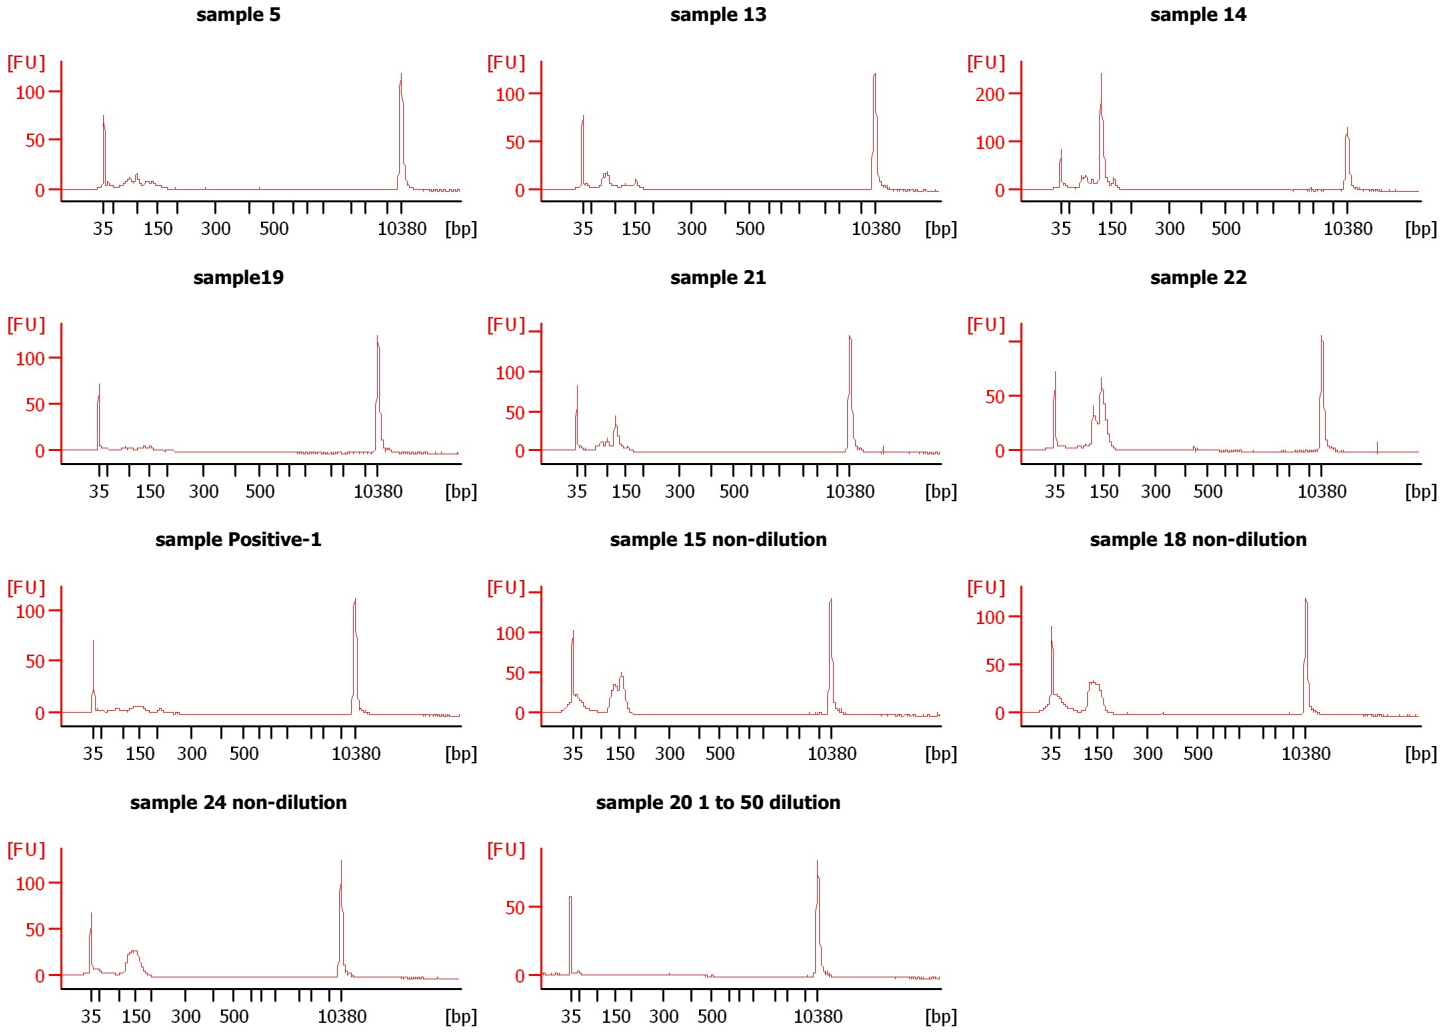 sample 5
[FU]
100
50
0
35 150 300 500 10380 [bp]
sample 13
[FU]
100
50
0
35 150 300 500 10380 [bp]
sample 14
[FU]
200
100
0
35 150 300 500 10380 [bp]
sample19
[FU]
100
50
0
35 150 300 500 10380 [bp]
sample 21
[FU]
100
50
0
35 150 300 500 10380 [bp]
sample 22
[FU]
50
0
35 150 300 500 10380 [bp]
sample Positive-1
[FU]
100
50
0
35 150 300 500 10380 [bp]
sample 15 non-dilution
[FU]
100
50
0
35 150 300 500 10380 [bp]
sample 18 non-dilution
[FU]
100
50
0
35 150 300 500 10380 [bp]
sample 24 non-dilution
[FU]
100
50
0
35 150 300 500 10380 [bp]
sample 20 1 to 50 dilution
[FU]
50
0
35 150 300 500 10380 [bp]